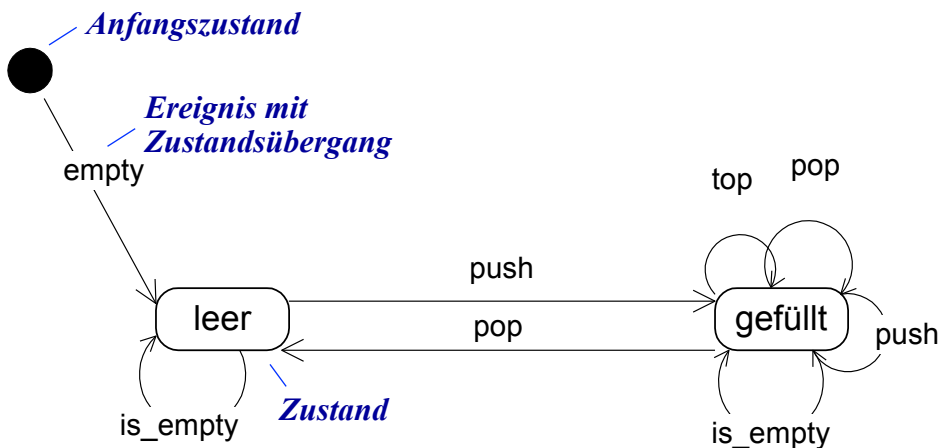 Anfangszustand
Ereignis mit
Zustandsübergang
empty
top
pop
push
leer
gefüllt
pop
push
Zustand
is_empty
is_empty